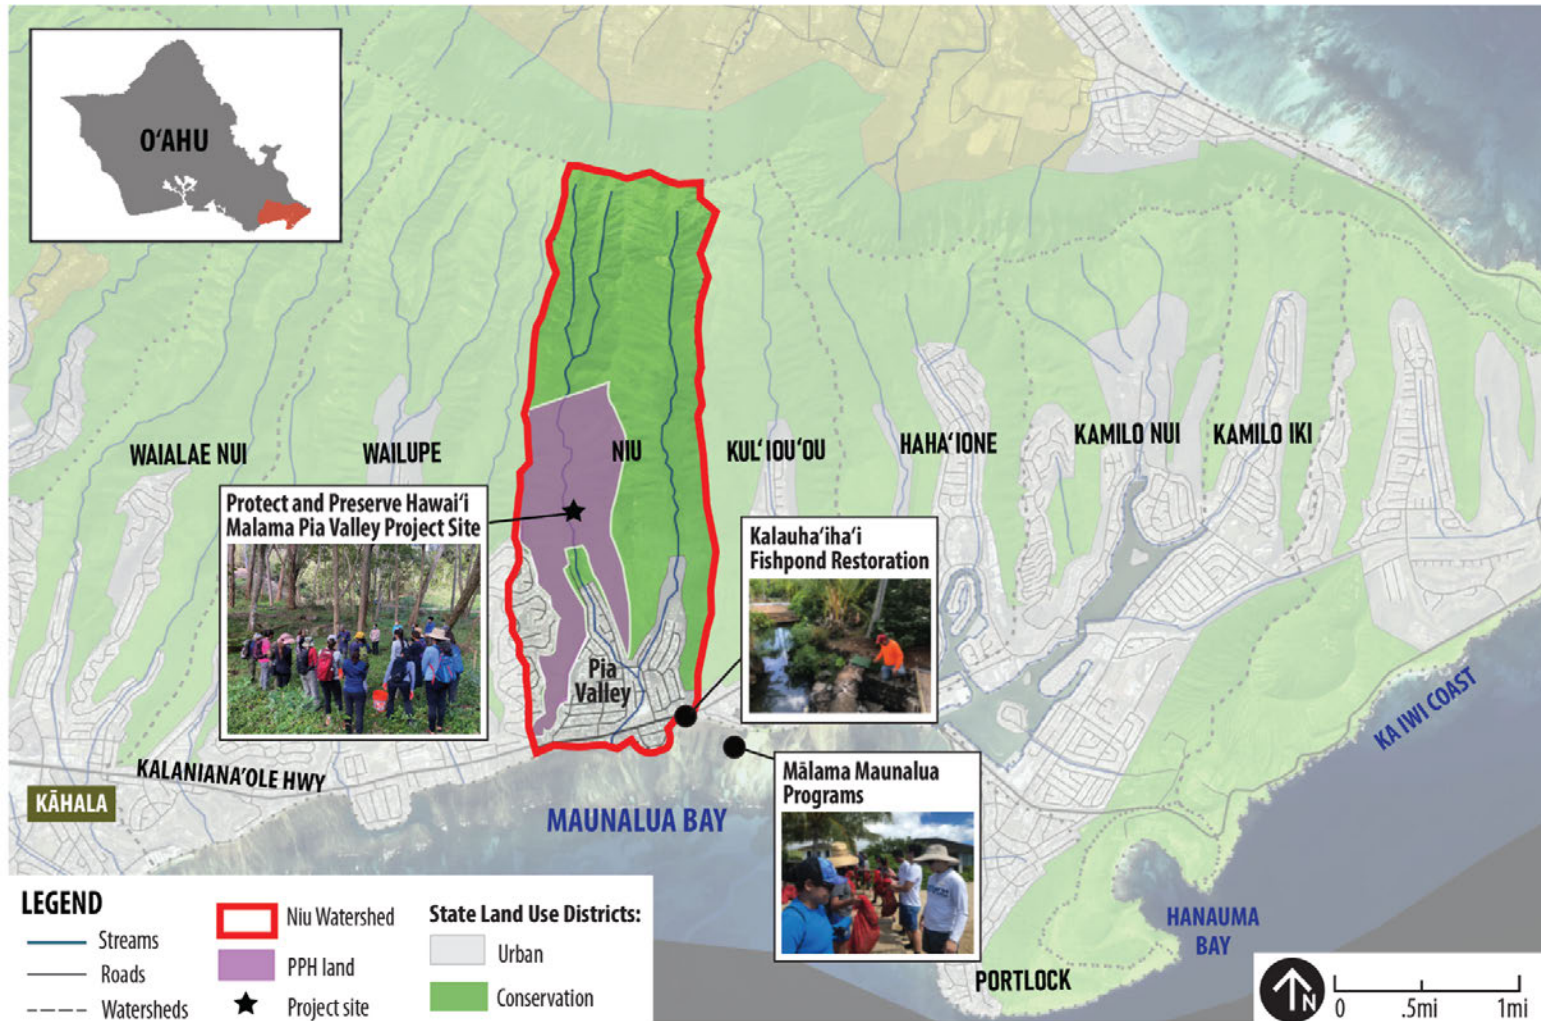 O'AHU
WAIALAE NUI
WAILUPE
NIU
KUL'IOU'OU
HAHA'IONE
KAMILO NUI
KAMILO IKI
Protect and Preserve Hawai'i
Malama Pia Valley Project Site
Kalauha'iha'i
Fishpond Restoration
Pia
Valley
KA IWI COAST
KALANIANA'OLE HWY
KĀHALA
MAUNALUA BAY
Mālama Maunalua
Programs
HANAUMA
BAY
PORTLOCK
LEGEND
Streams
Roads
Watersheds
Niu Watershed
PPH land
Project site
State Land Use Districts:
Urban
Conservation
N
0 .5mi 1mi